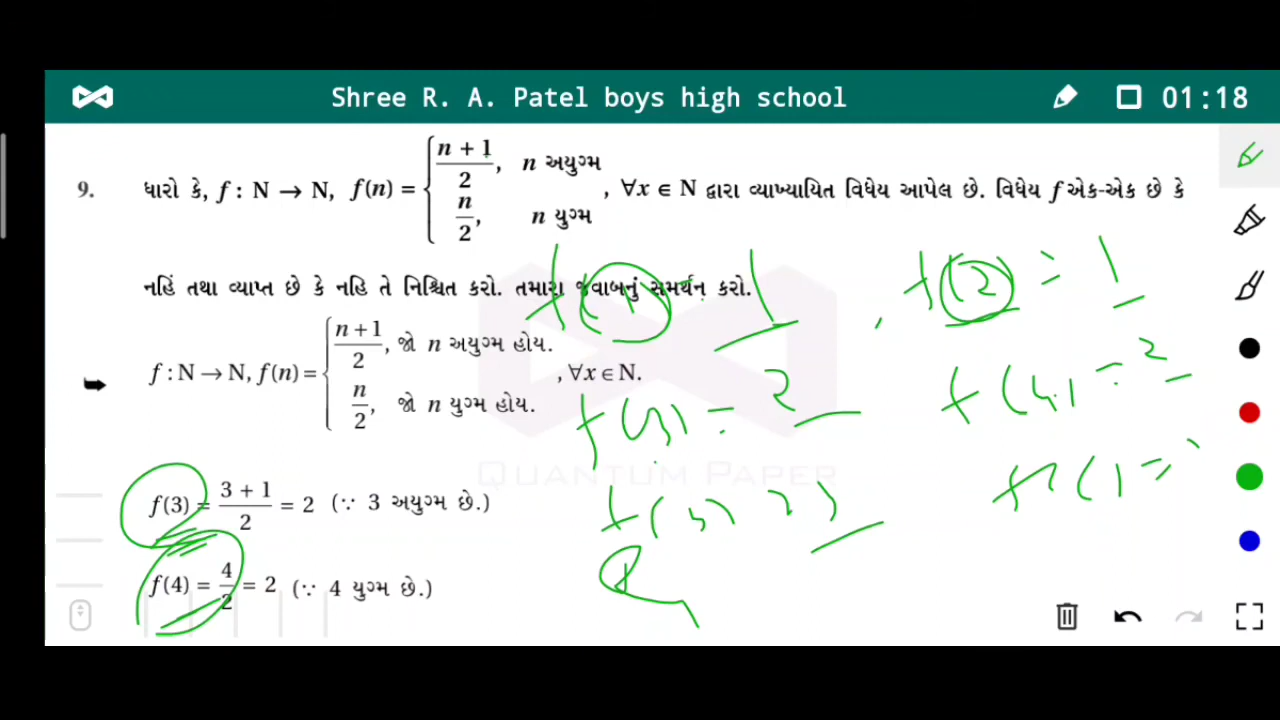 Shree R. A. Patel boys high school 01:18
9. ધારો કે, f : N → N, f(n) = { (n + 1)/2, n અયુગ્મ ; n/2, n યુગ્મ , ∀x ∈ N દ્વારા વ્યાખ્યાયિત વિધેય આપેલ છે. વિધેય f એક-એક છે કે
નહિં તથા વ્યાપ્ત છે કે નહિ તે નિશ્ચિત કરો. તમારા જવાબનું સમર્થન કરો.
f(1) = 1 , f(2) = 1
f : N → N, f(n) = { (n + 1)/2, જો n અયુગ્મ હોય. ; n/2, જો n યુગ્મ હોય. , ∀x ∈ N.
f(3) = 2 f(4) = 2
QUANTUM PAPER
f(3) = (3 + 1)/2 = 2 (∵ 3 અયુગ્મ છે.)
f(5) = 3
f(4) = 4/2 = 2 (∵ 4 યુગ્મ છે.)